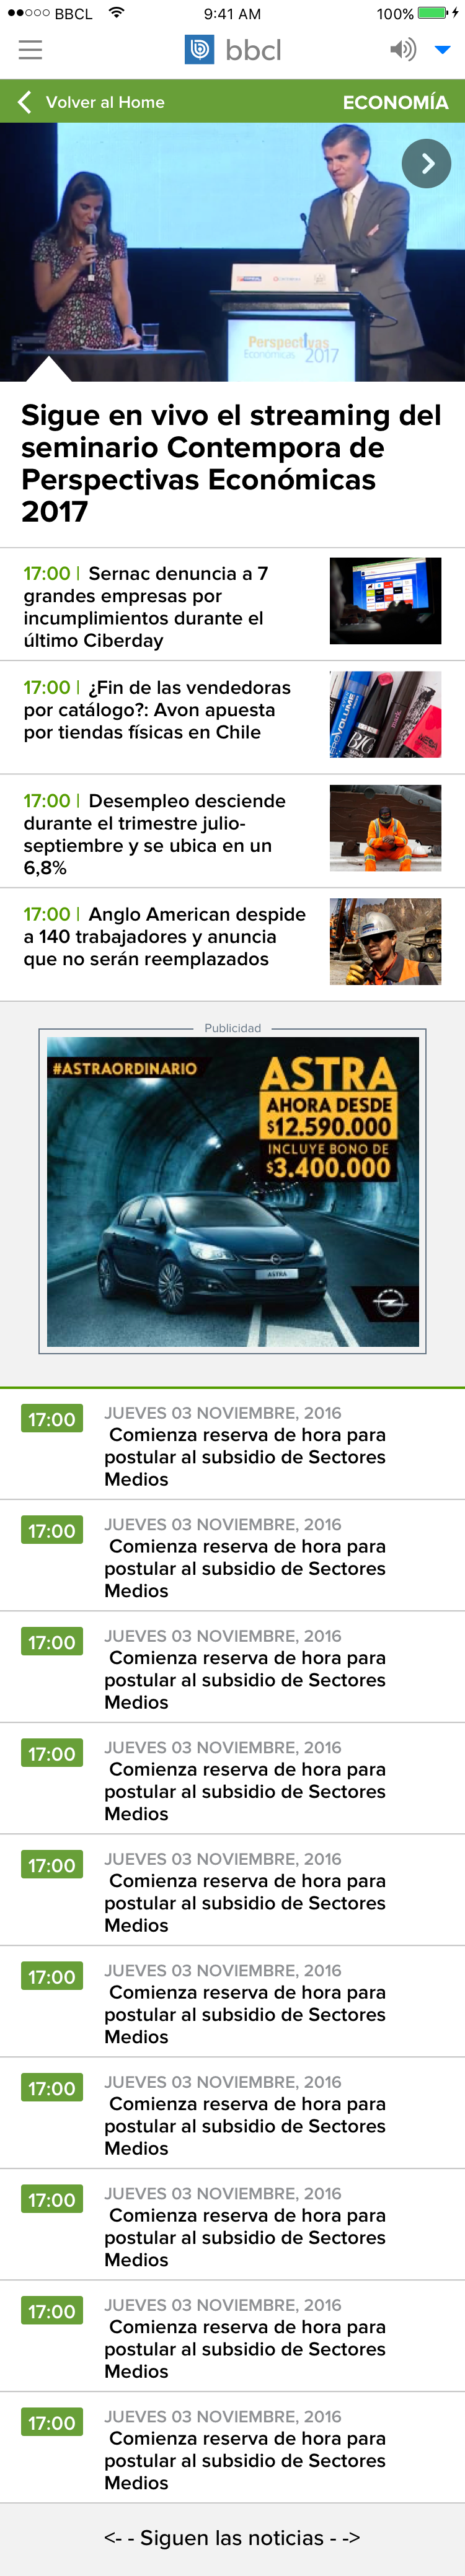 BBCL 9:41 AM 100%
bbcl
Volver al Home ECONOMÍA
Perspectivas
Económicas 2017
Sigue en vivo el streaming del
seminario Contempora de
Perspectivas Económicas
2017
17:00 | Sernac denuncia a 7
grandes empresas por
incumplimientos durante el
último Ciberday
17:00 | ¿Fin de las vendedoras
por catálogo?: Avon apuesta
por tiendas físicas en Chile
17:00 | Desempleo desciende
durante el trimestre julio-
septiembre y se ubica en un
6,8%
17:00 | Anglo American despide
a 140 trabajadores y anuncia
que no serán reemplazados
Publicidad
#ASTRAORDINARIO
ASTRA
AHORA DESDE
$12.590.000
INCLUYE BONO DE
$3.400.000
ASTRA
17:00 JUEVES 03 NOVIEMBRE, 2016
Comienza reserva de hora para
postular al subsidio de Sectores
Medios
17:00 JUEVES 03 NOVIEMBRE, 2016
Comienza reserva de hora para
postular al subsidio de Sectores
Medios
17:00 JUEVES 03 NOVIEMBRE, 2016
Comienza reserva de hora para
postular al subsidio de Sectores
Medios
17:00 JUEVES 03 NOVIEMBRE, 2016
Comienza reserva de hora para
postular al subsidio de Sectores
Medios
17:00 JUEVES 03 NOVIEMBRE, 2016
Comienza reserva de hora para
postular al subsidio de Sectores
Medios
17:00 JUEVES 03 NOVIEMBRE, 2016
Comienza reserva de hora para
postular al subsidio de Sectores
Medios
17:00 JUEVES 03 NOVIEMBRE, 2016
Comienza reserva de hora para
postular al subsidio de Sectores
Medios
17:00 JUEVES 03 NOVIEMBRE, 2016
Comienza reserva de hora para
postular al subsidio de Sectores
Medios
17:00 JUEVES 03 NOVIEMBRE, 2016
Comienza reserva de hora para
postular al subsidio de Sectores
Medios
17:00 JUEVES 03 NOVIEMBRE, 2016
Comienza reserva de hora para
postular al subsidio de Sectores
Medios
<- - Siguen las noticias - ->